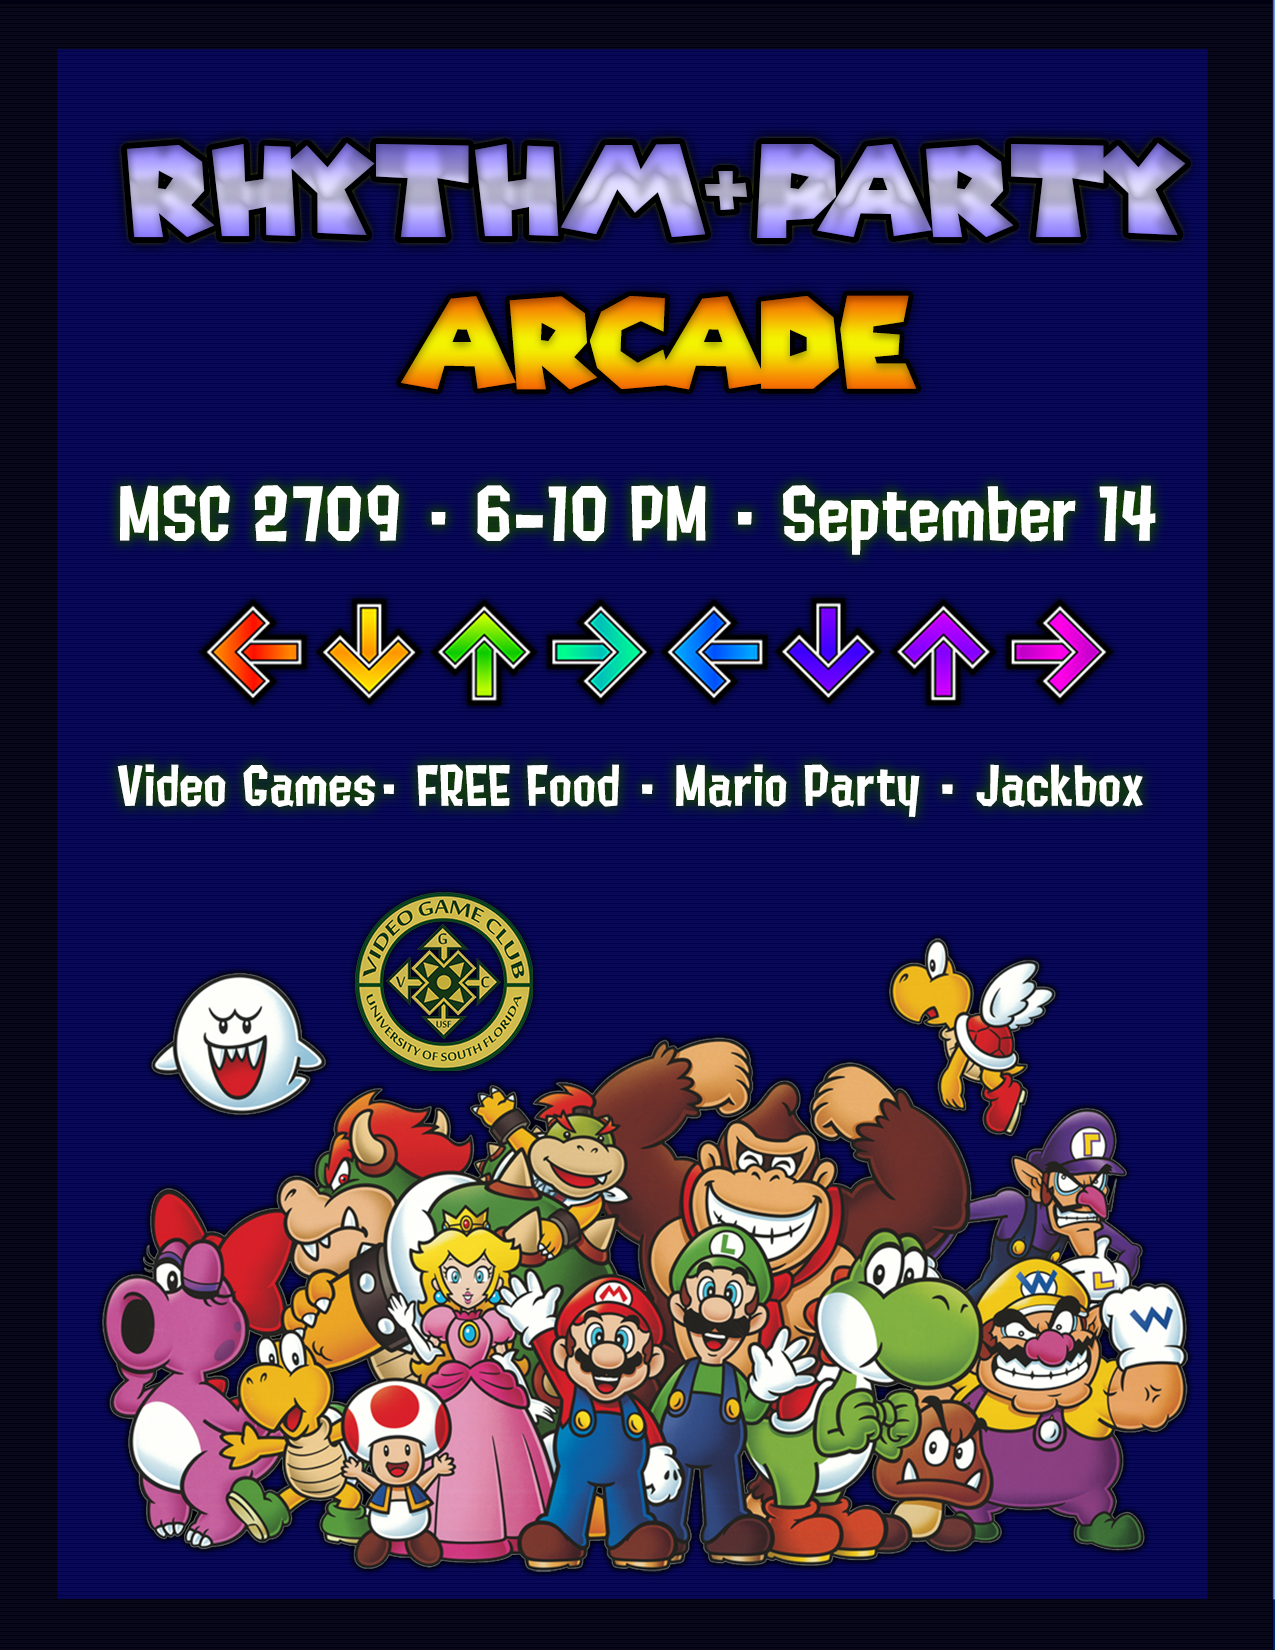 RHYTHM+PARTY
ARCADE
MSC 2709 · 6-10 PM · September 14
Video Games· FREE Food · Mario Party · Jackbox
VIDEO GAME CLUB
G
V C
USF
UNIVERSITY OF SOUTH FLORIDA
M
L
Γ
L
W
W